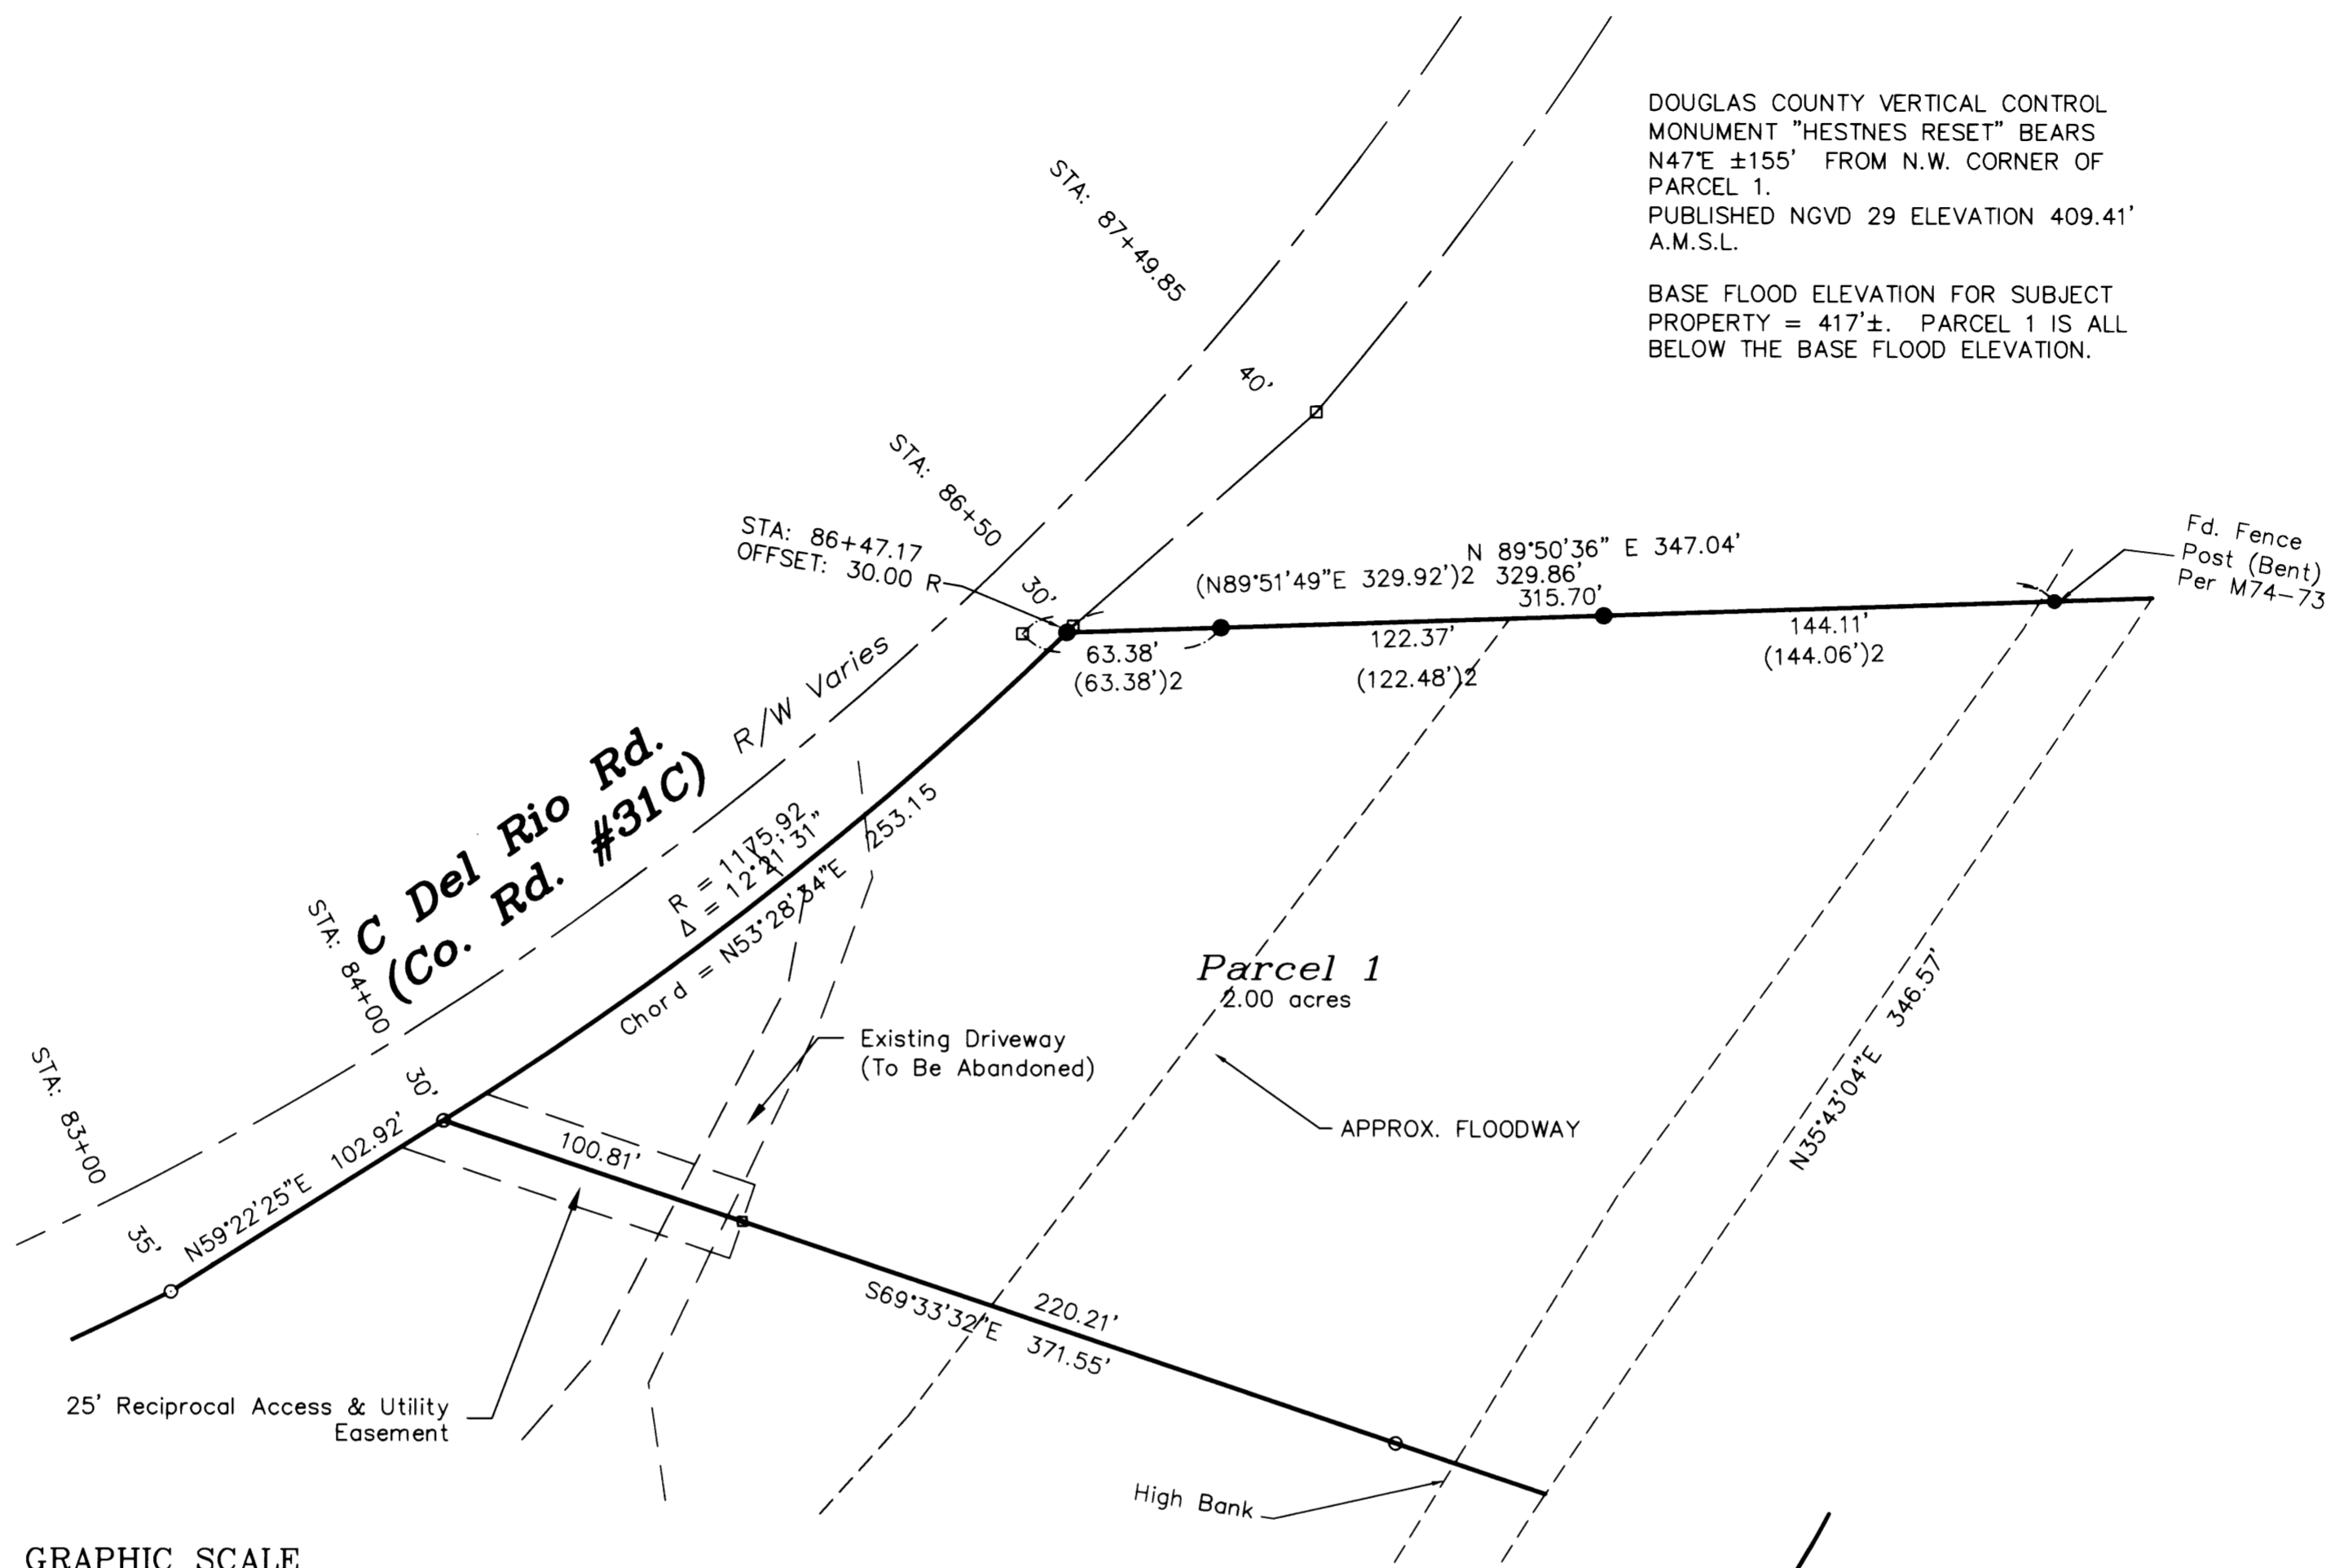 DOUGLAS COUNTY VERTICAL CONTROL
MONUMENT "HESTNES RESET" BEARS
N47°E ±155' FROM N.W. CORNER OF
PARCEL 1.
PUBLISHED NGVD 29 ELEVATION 409.41'
A.M.S.L.
BASE FLOOD ELEVATION FOR SUBJECT
PROPERTY = 417'±. PARCEL 1 IS ALL
BELOW THE BASE FLOOD ELEVATION.
STA: 87+49.85
40'
STA: 86+50
STA: 86+47.17
OFFSET: 30.00 R
30'
N 89°50'36" E 347.04'
(N89°51'49"E 329.92')2 329.86'
315.70'
Fd. Fence
Post (Bent)
Per M74-73
63.38'
(63.38')2
122.37'
(122.48')2
144.11'
(144.06')2
C Del Rio Rd.
(Co. Rd. #31C)
R/W Varies
R = 1175.92
Δ = 12°21'31"
Chord = N53°28'34"E 253.15
STA: 84+00
30'
STA: 83+00
35'
N59°22'25"E 102.92'
Parcel 1
2.00 acres
N35°43'04"E 346.57'
Existing Driveway
(To Be Abandoned)
APPROX. FLOODWAY
100.81'
220.21'
S69°33'32"E 371.55'
25' Reciprocal Access & Utility
Easement
High Bank
GRAPHIC SCALE